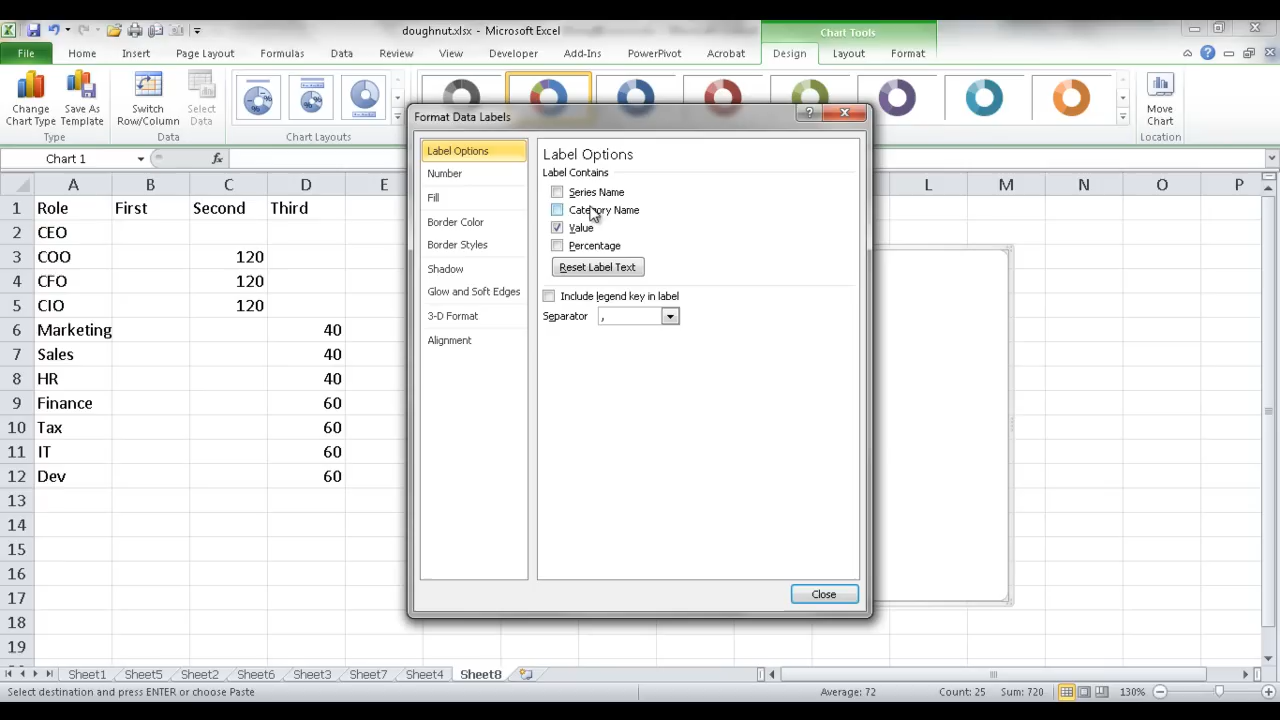 doughnut.xlsx - Microsoft Excel
Chart Tools
File Home Insert Page Layout Formulas Data Review View Developer Add-Ins PowerPivot Acrobat Design Layout Format
Change Chart Type
Save As Template
Type
Switch Row/Column
Select Data
Data
Chart Layouts
Move Chart
Location
Chart 1
fx
A B C D E L M N O P
1 Role First Second Third
2 CEO
3 COO 120
4 CFO 120
5 CIO 120
6 Marketing 40
7 Sales 40
8 HR 40
9 Finance 60
10 Tax 60
11 IT 60
12 Dev 60
13
14
15
16
17
18
19
Format Data Labels
Label Options
Number
Fill
Border Color
Border Styles
Shadow
Glow and Soft Edges
3-D Format
Alignment
Label Options
Label Contains
Series Name
Category Name
Value
Percentage
Reset Label Text
Include legend key in label
Separator ,
Close
Sheet1 Sheet5 Sheet2 Sheet6 Sheet3 Sheet7 Sheet4 Sheet8
Select destination and press ENTER or choose Paste Average: 72 Count: 25 Sum: 720 130%